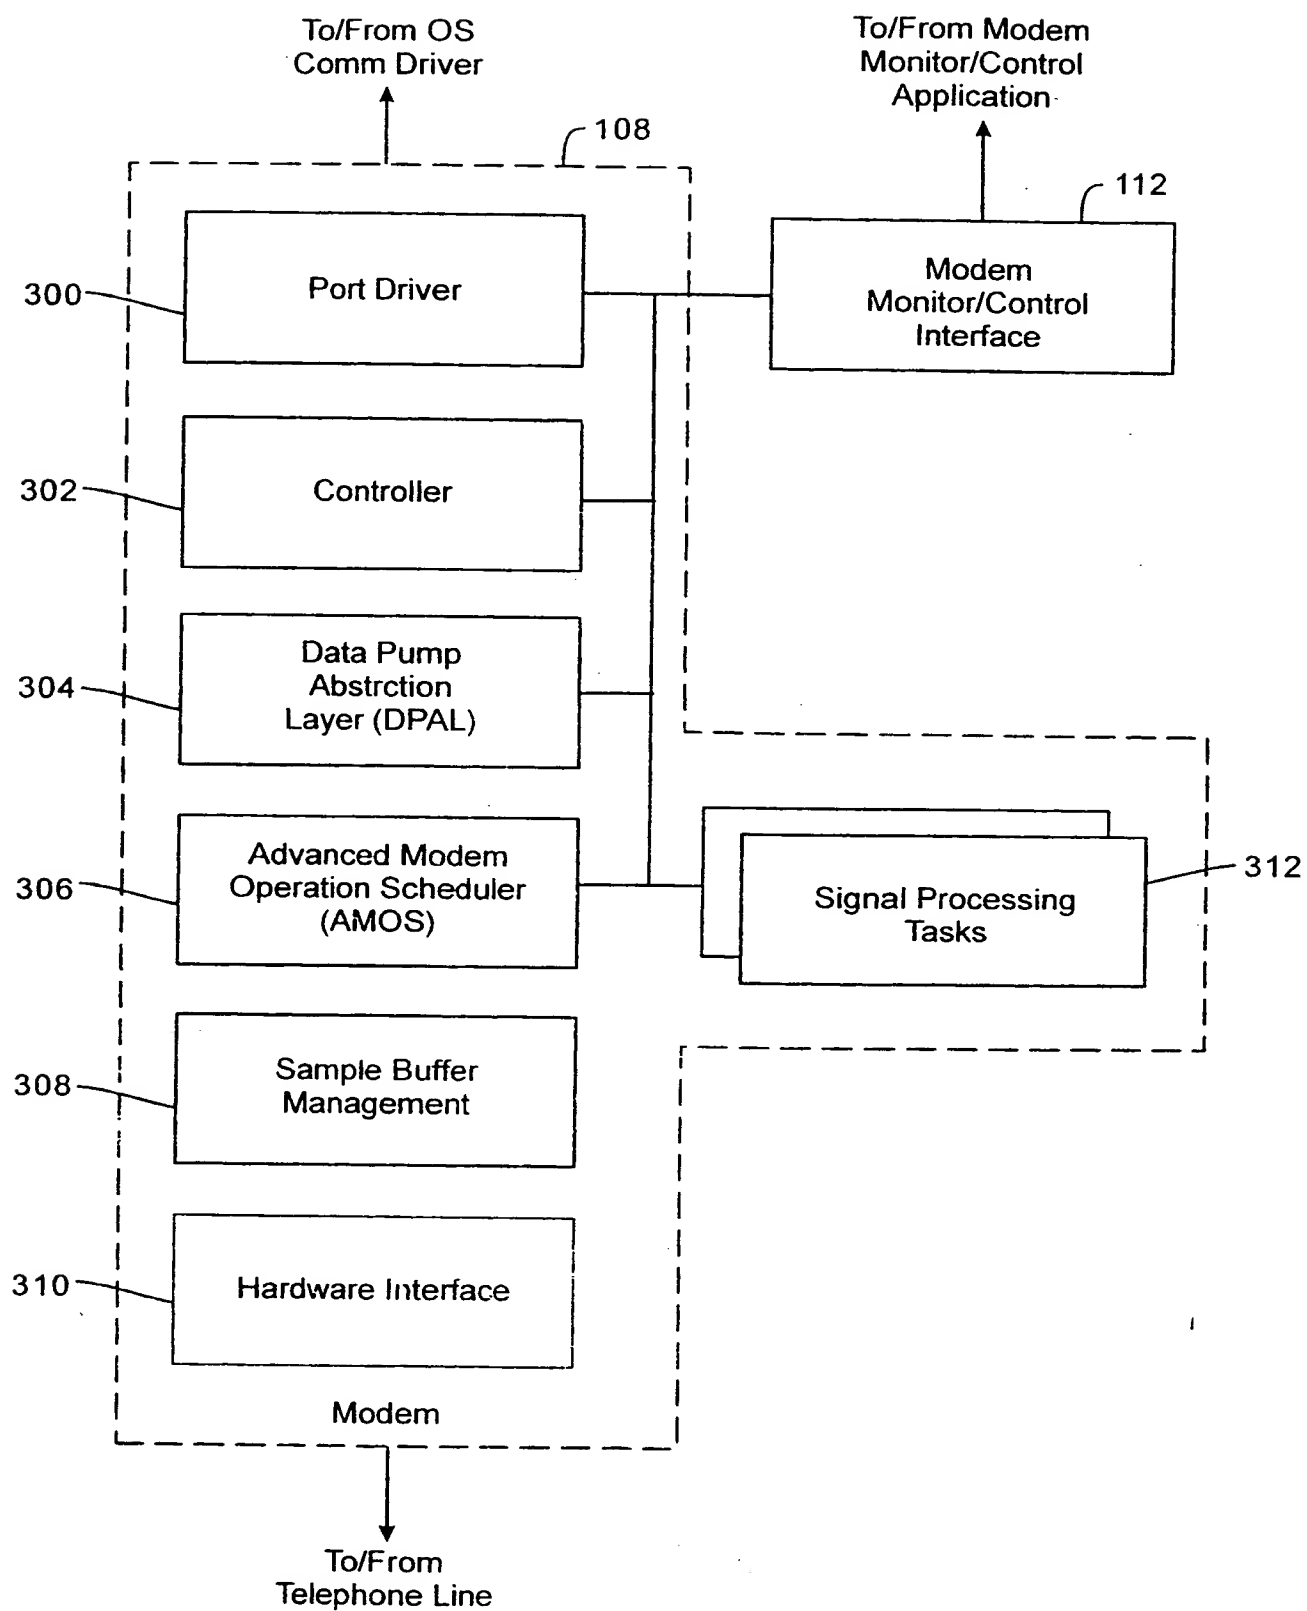 To/From OS
Comm Driver
To/From Modem
Monitor/Control
Application
108
112
Port Driver
300
Modem
Monitor/Control
Interface
Controller
302
Data Pump
Abstrction
Layer (DPAL)
304
Advanced Modem
Operation Scheduler
(AMOS)
306
Signal Processing
Tasks
312
Sample Buffer
Management
308
Hardware Interface
310
Modem
To/From
Telephone Line